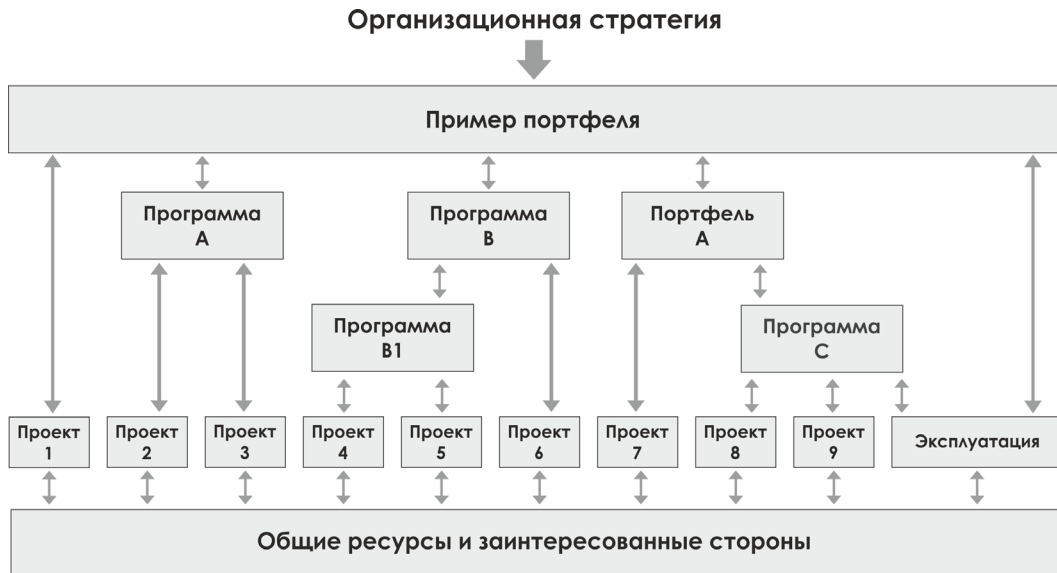 Организационная стратегия
Пример портфеля
Программа
A
Программа
B
Портфель
A
Программа
B1
Программа
C
Проект
1
Проект
2
Проект
3
Проект
4
Проект
5
Проект
6
Проект
7
Проект
8
Проект
9
Эксплуатация
Общие ресурсы и заинтересованные стороны